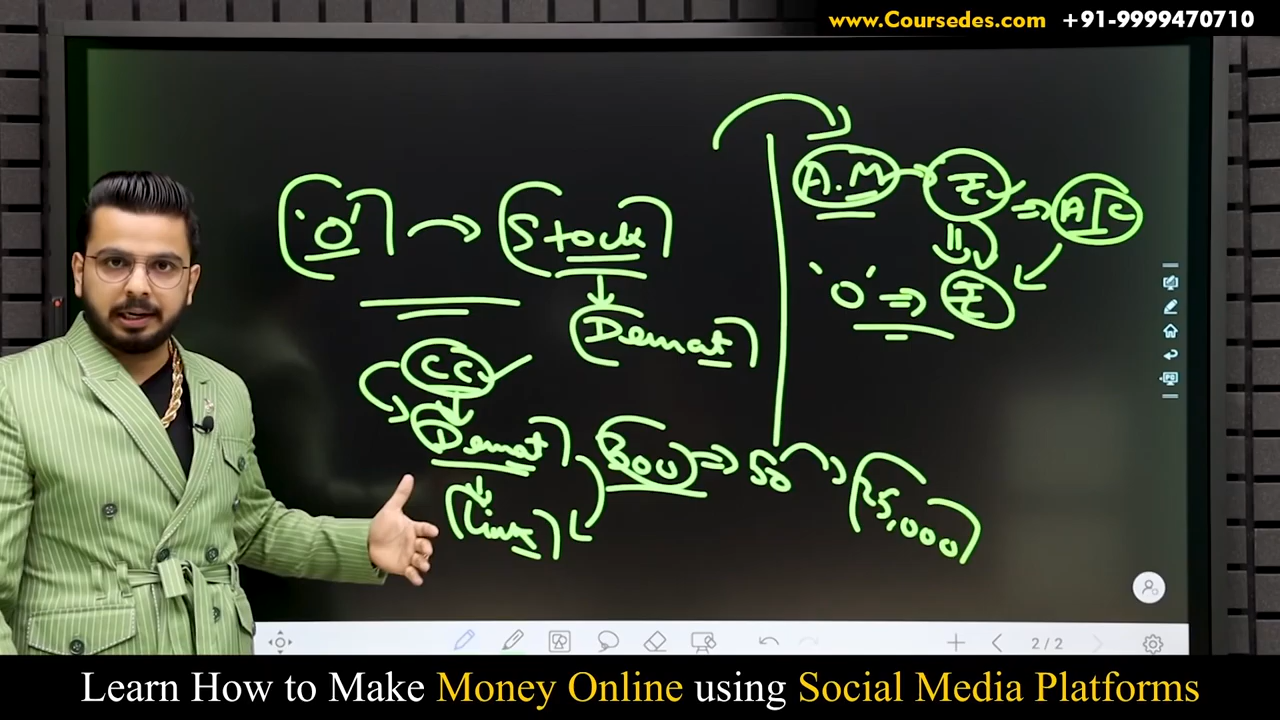 www.Coursedes.com +91-9999470710
A.M
₹
A/C
'0'
Stock
'0'
₹
Demat
CC
Demat
500
50
25,000
Link
2/2
Learn How to Make Money Online using Social Media Platforms